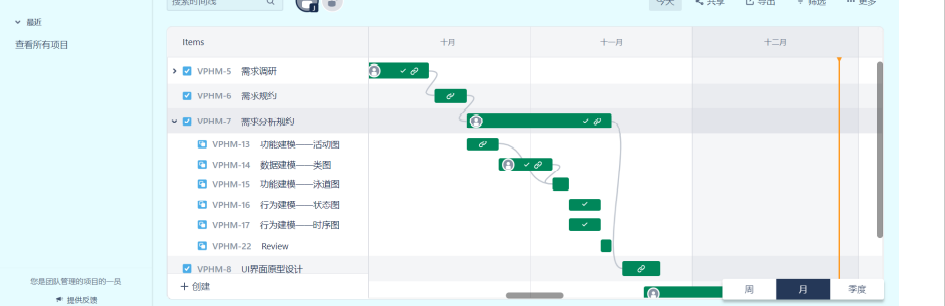 搜索时间线
今天 共享 导出 筛选 更多
最近
查看所有项目
Items 十月 十一月 十二月
VPHM-5 需求调研
VPHM-6 需求规约
VPHM-7 需求分析规约
VPHM-13 功能建模——活动图
VPHM-14 数据建模——类图
VPHM-15 功能建模——泳道图
VPHM-16 行为建模——状态图
VPHM-17 行为建模——时序图
VPHM-22 Review
VPHM-8 UI界面原型设计
+ 创建
周 月 季度
您是团队管理的项目的一员
提供反馈